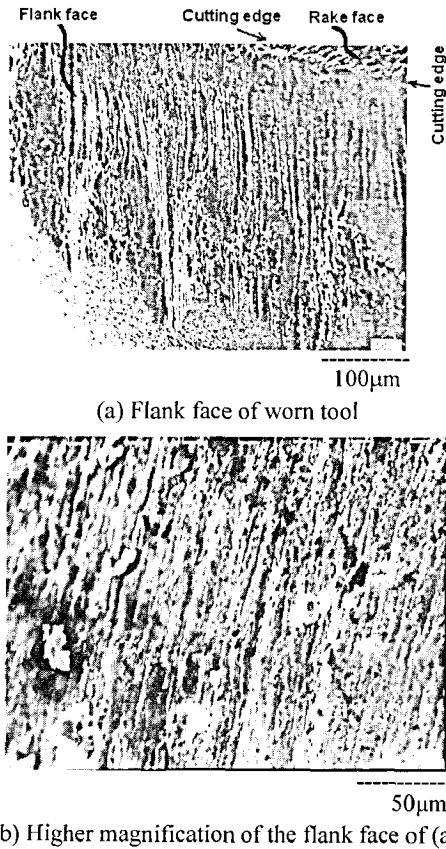 Flank face
Cutting edge
Rake face
Cutting edge
100μm
(a) Flank face of worn tool
50μm
b) Higher magnification of the flank face of (a